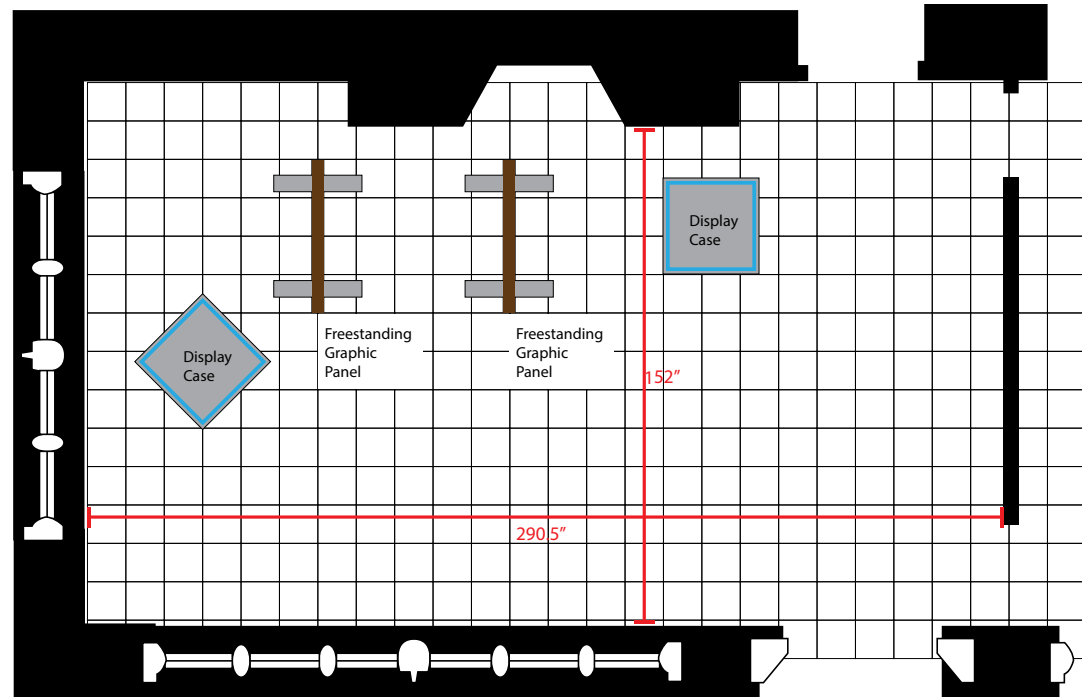 Display
Case
Display
Case
Freestanding
Graphic
Panel
Freestanding
Graphic
Panel
152”
290.5”